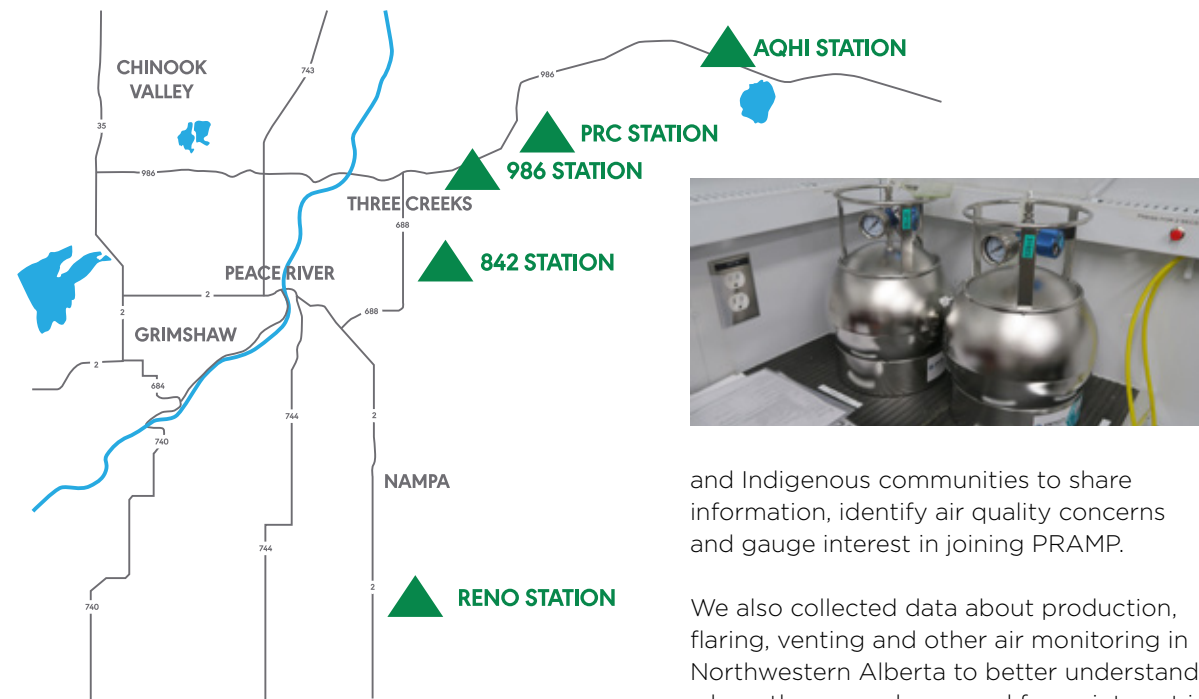 AQHI STATION
CHINOOK
VALLEY
743
986
35
PRC STATION
986 STATION
986
THREE CREEKS
688
842 STATION
PEACE RIVER
2
2
688
GRIMSHAW
2
684
744
2
740
NAMPA
744
2
740
RENO STATION
and Indigenous communities to share
information, identify air quality concerns
and gauge interest in joining PRAMP.
We also collected data about production,
flaring, venting and other air monitoring in
Northwestern Alberta to better understand